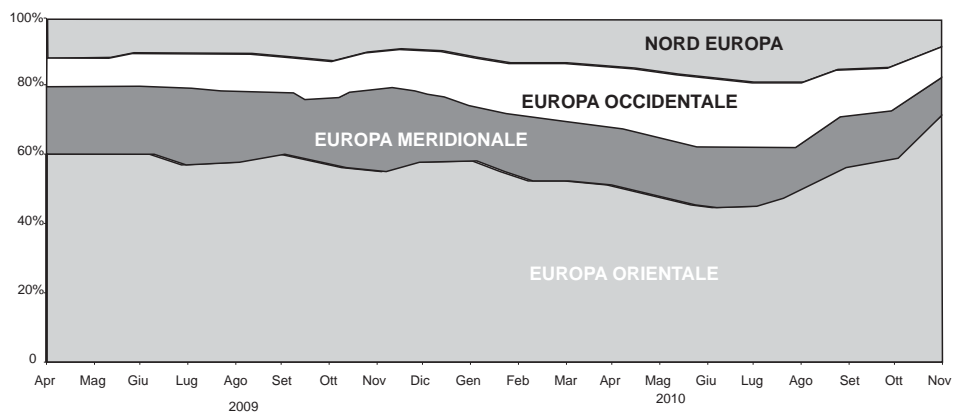 100%
NORD EUROPA
80%
EUROPA OCCIDENTALE
EUROPA MERIDIONALE
60%
40%
EUROPA ORIENTALE
20%
0
Apr Mag Giu Lug Ago Set Ott Nov Dic Gen Feb Mar Apr Mag Giu Lug Ago Set Ott Nov
2009 2010